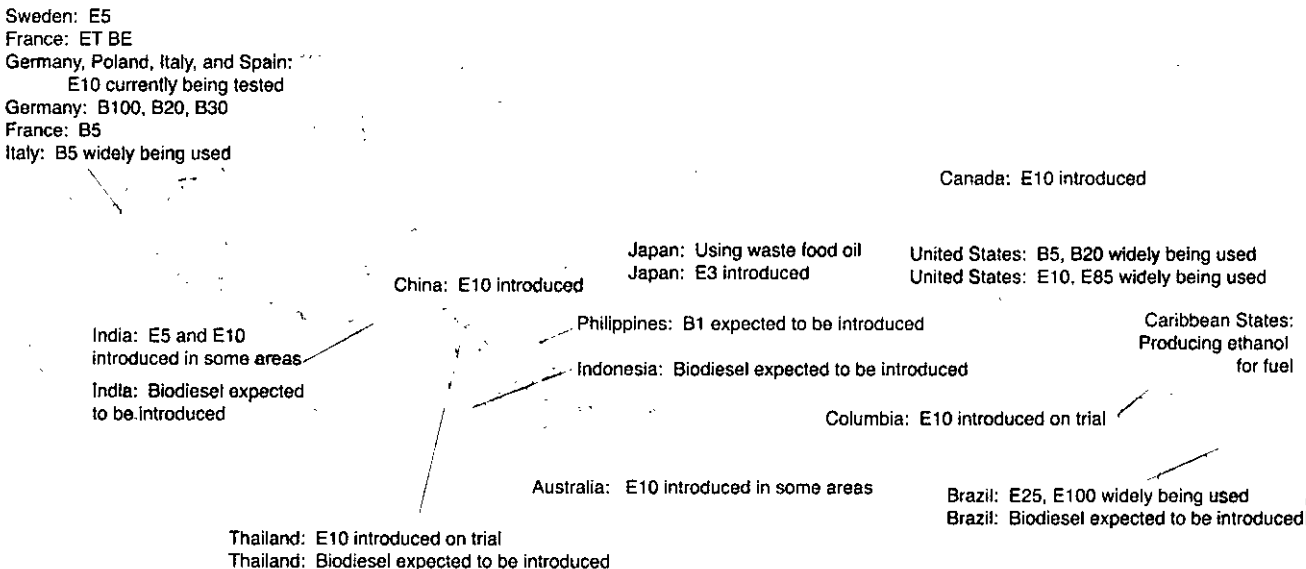 Sweden: E5
France: ET BE
Germany, Poland, Italy, and Spain:
E10 currently being tested
Germany: B100, B20, B30
France: B5
Italy: B5 widely being used
Canada: E10 introduced
Japan: Using waste food oil
Japan: E3 introduced
United States: B5, B20 widely being used
United States: E10, E85 widely being used
China: E10 introduced
India: E5 and E10
introduced in some areas
India: Biodiesel expected
to be introduced
Philippines: B1 expected to be introduced
Indonesia: Biodiesel expected to be introduced
Caribbean States:
Producing ethanol
for fuel
Columbia: E10 introduced on trial
Australia: E10 introduced in some areas
Brazil: E25, E100 widely being used
Brazil: Biodiesel expected to be introduced
Thailand: E10 introduced on trial
Thailand: Biodiesel expected to be introduced